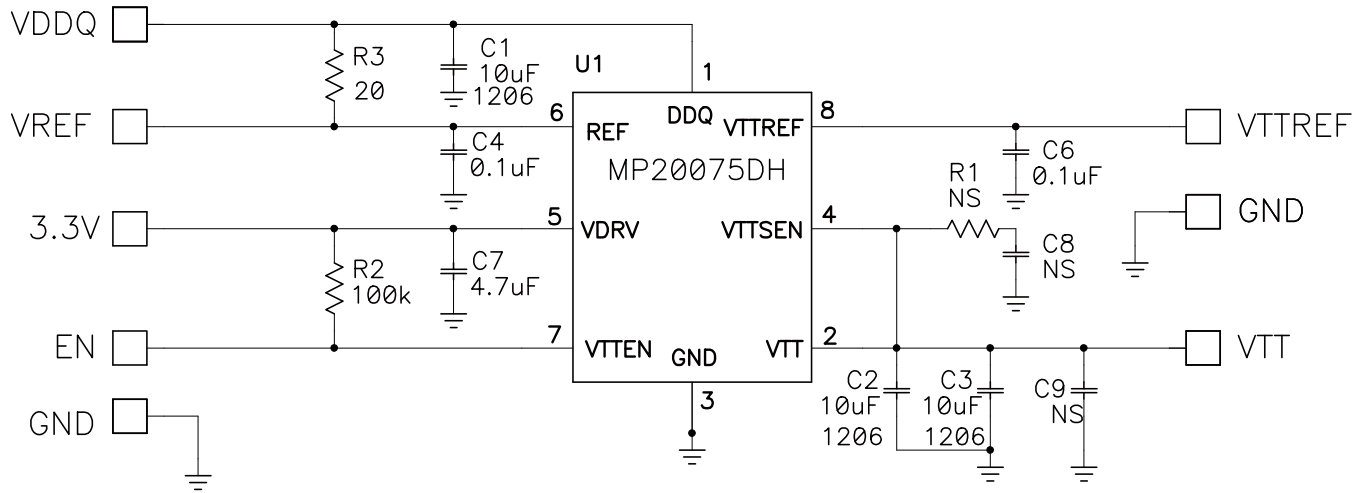 VDDQ
R3
20
C1
10uF
1206
U1
1
VREF
6
REF
DDQ
VTTREF
8
VTTREF
C4
0.1uF
MP20075DH
C6
0.1uF
R1
NS
3.3V
5
VDRV
VTTSEN
4
GND
C8
NS
R2
100k
C7
4.7uF
EN
7
VTTEN
GND
VTT
2
VTT
3
C2
10uF
1206
C3
10uF
1206
C9
NS
GND